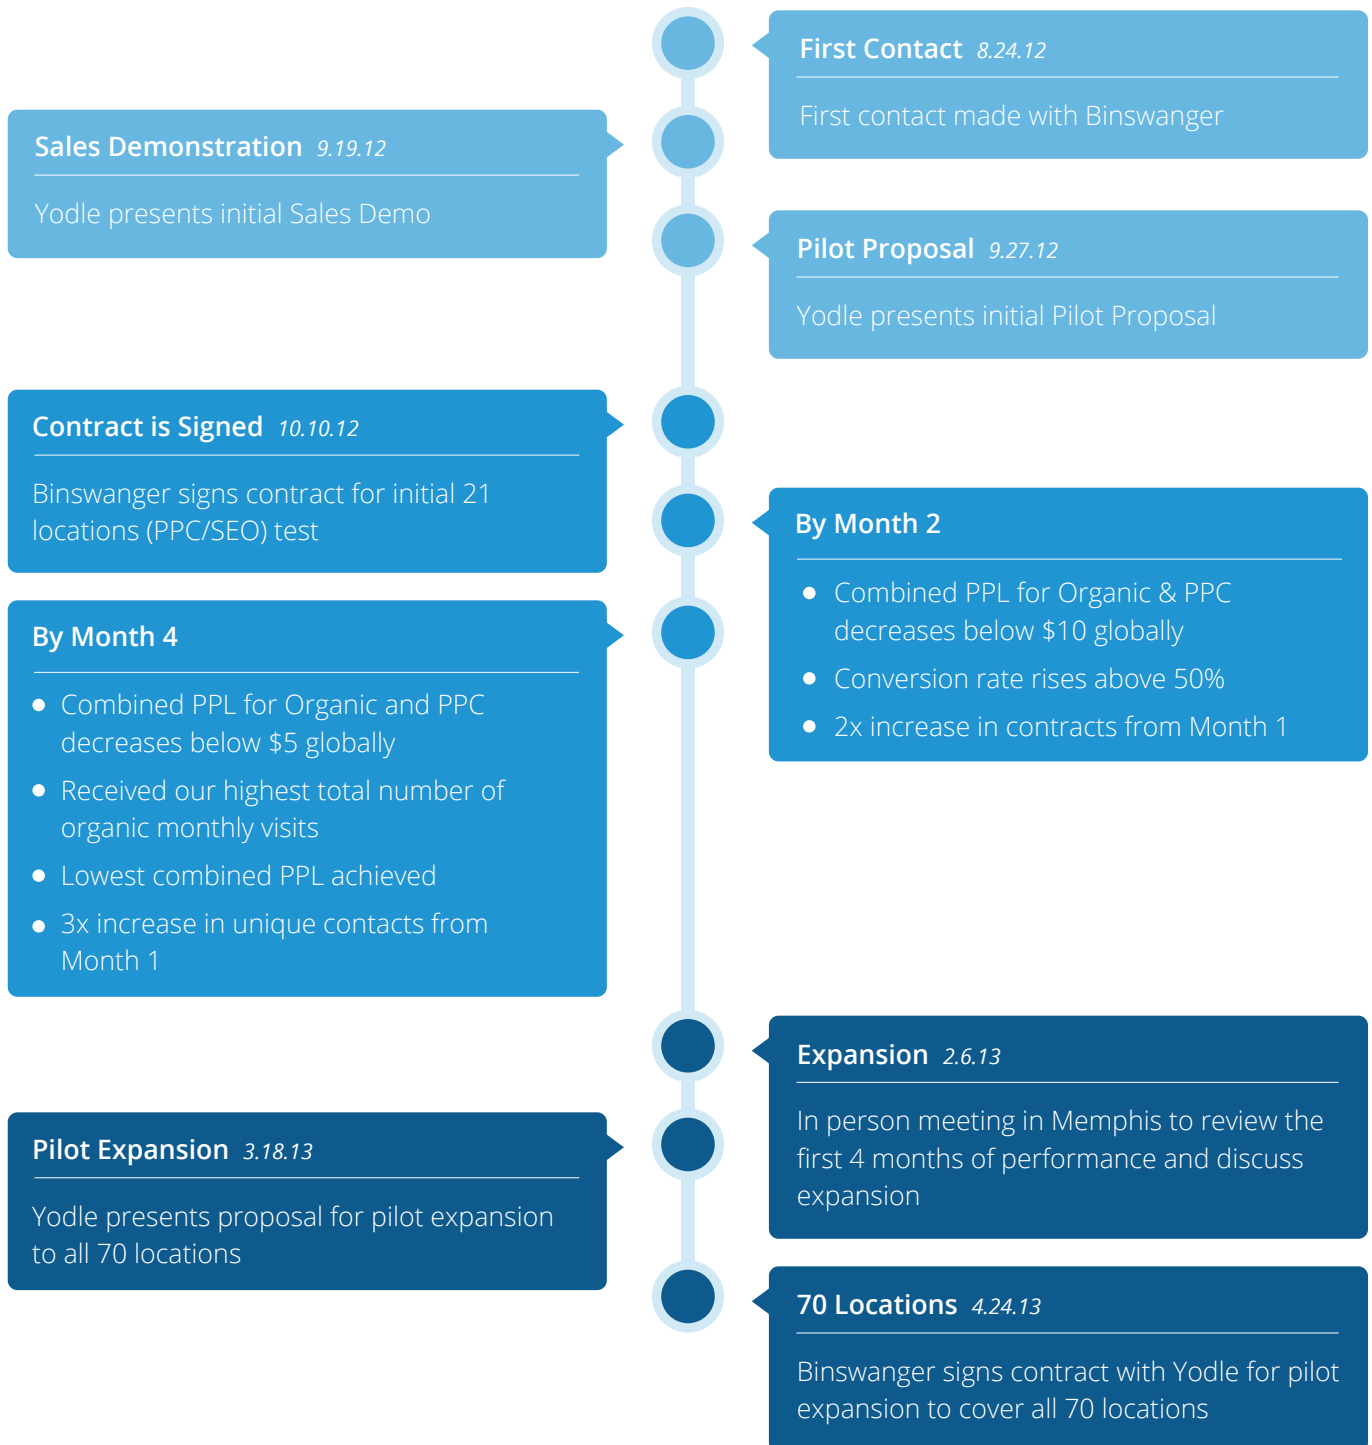 First Contact 8.24.12
First contact made with Binswanger
Sales Demonstration 9.19.12
Yodle presents initial Sales Demo
Pilot Proposal 9.27.12
Yodle presents initial Pilot Proposal
Contract is Signed 10.10.12
Binswanger signs contract for initial 21
locations (PPC/SEO) test
By Month 2
Combined PPL for Organic & PPC
decreases below $10 globally
Conversion rate rises above 50%
2x increase in contracts from Month 1
By Month 4
Combined PPL for Organic and PPC
decreases below $5 globally
Received our highest total number of
organic monthly visits
Lowest combined PPL achieved
3x increase in unique contacts from
Month 1
Expansion 2.6.13
In person meeting in Memphis to review the
first 4 months of performance and discuss
expansion
Pilot Expansion 3.18.13
Yodle presents proposal for pilot expansion
to all 70 locations
70 Locations 4.24.13
Binswanger signs contract with Yodle for pilot
expansion to cover all 70 locations